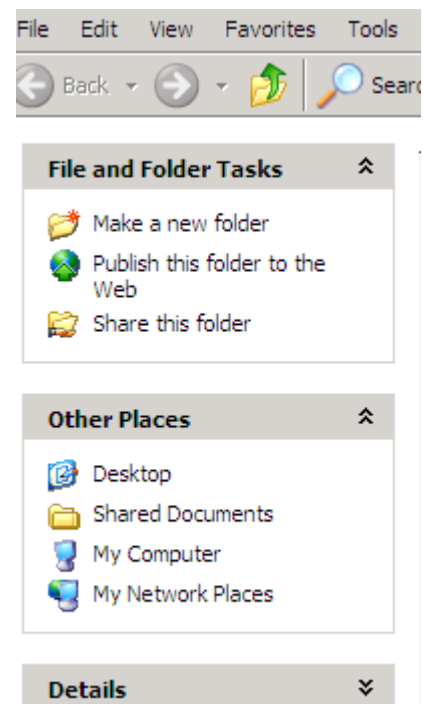 File Edit View Favorites Tools
Back
File and Folder Tasks
Make a new folder
Publish this folder to the
Web
Share this folder
Other Places
Desktop
Shared Documents
My Computer
My Network Places
Details